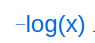 –log(x) .